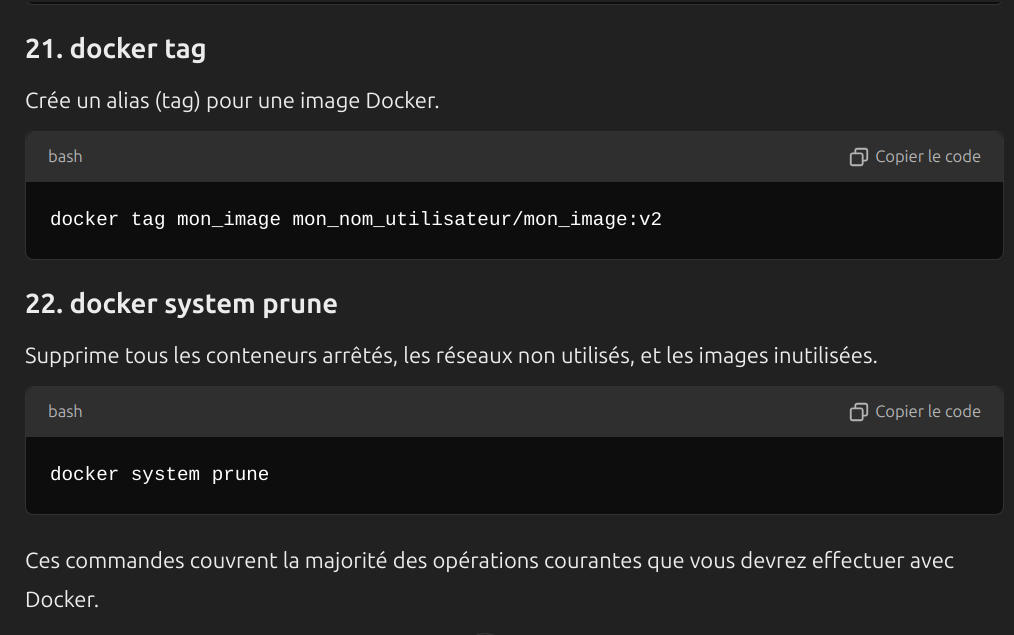 21. docker tag
Crée un alias (tag) pour une image Docker.
bash
Copier le code
docker tag mon_image mon_nom_utilisateur/mon_image:v2
22. docker system prune
Supprime tous les conteneurs arrêtés, les réseaux non utilisés, et les images inutilisées.
bash
Copier le code
docker system prune
Ces commandes couvrent la majorité des opérations courantes que vous devrez effectuer avec
Docker.